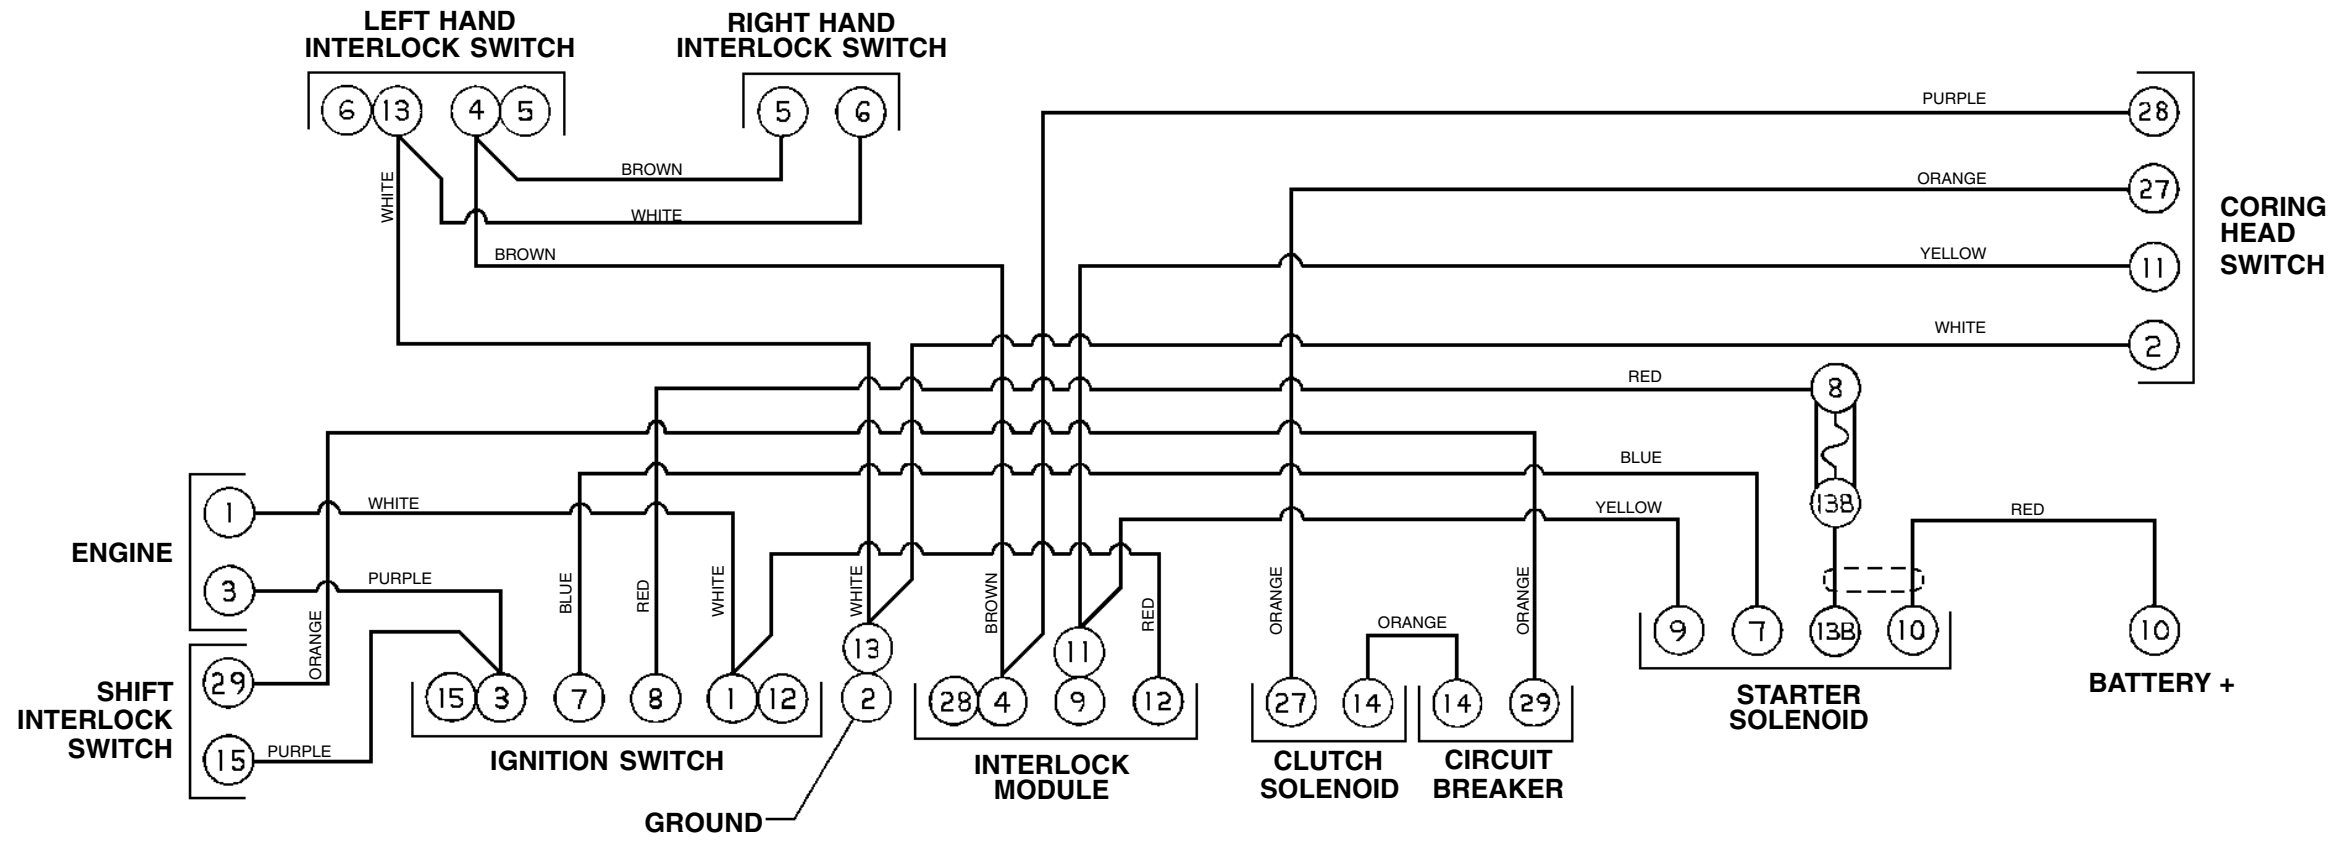 LEFT HAND
INTERLOCK SWITCH
RIGHT HAND
INTERLOCK SWITCH
6 13 4 5
5 6
PURPLE
28
BROWN
WHITE
WHITE
ORANGE
27
BROWN
YELLOW
11
CORING
HEAD
SWITCH
WHITE
2
RED
8
BLUE
13B
ENGINE
1
WHITE
3
PURPLE
YELLOW
RED
BLUE
RED
WHITE
WHITE
BROWN
RED
ORANGE
ORANGE
ORANGE
ORANGE
SHIFT
INTERLOCK
SWITCH
29
15
PURPLE
15 3 7 8 1 12
IGNITION SWITCH
13
2
GROUND
11
28 4 9 12
INTERLOCK
MODULE
27 14
CLUTCH
SOLENOID
14 29
CIRCUIT
BREAKER
9 7 13B 10
STARTER
SOLENOID
10
BATTERY +